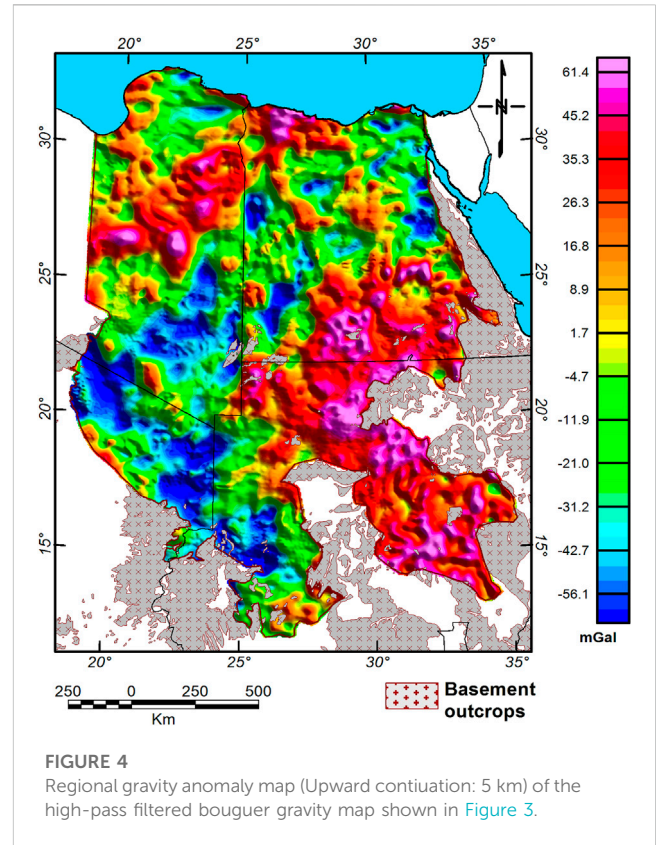 20° 25° 30° 35°
N
30° 30°
25° 25°
20° 20°
15° 15°
20° 25° 30° 35°
61.4
45.2
35.3
26.3
16.8
8.9
1.7
-4.7
-11.9
-21.0
-31.2
-42.7
-56.1
mGal
250 0 250 500
Km
Basement
outcrops
FIGURE 4
Regional gravity anomaly map (Upward contiuation: 5 km) of the
high-pass filtered bouguer gravity map shown in Figure 3.